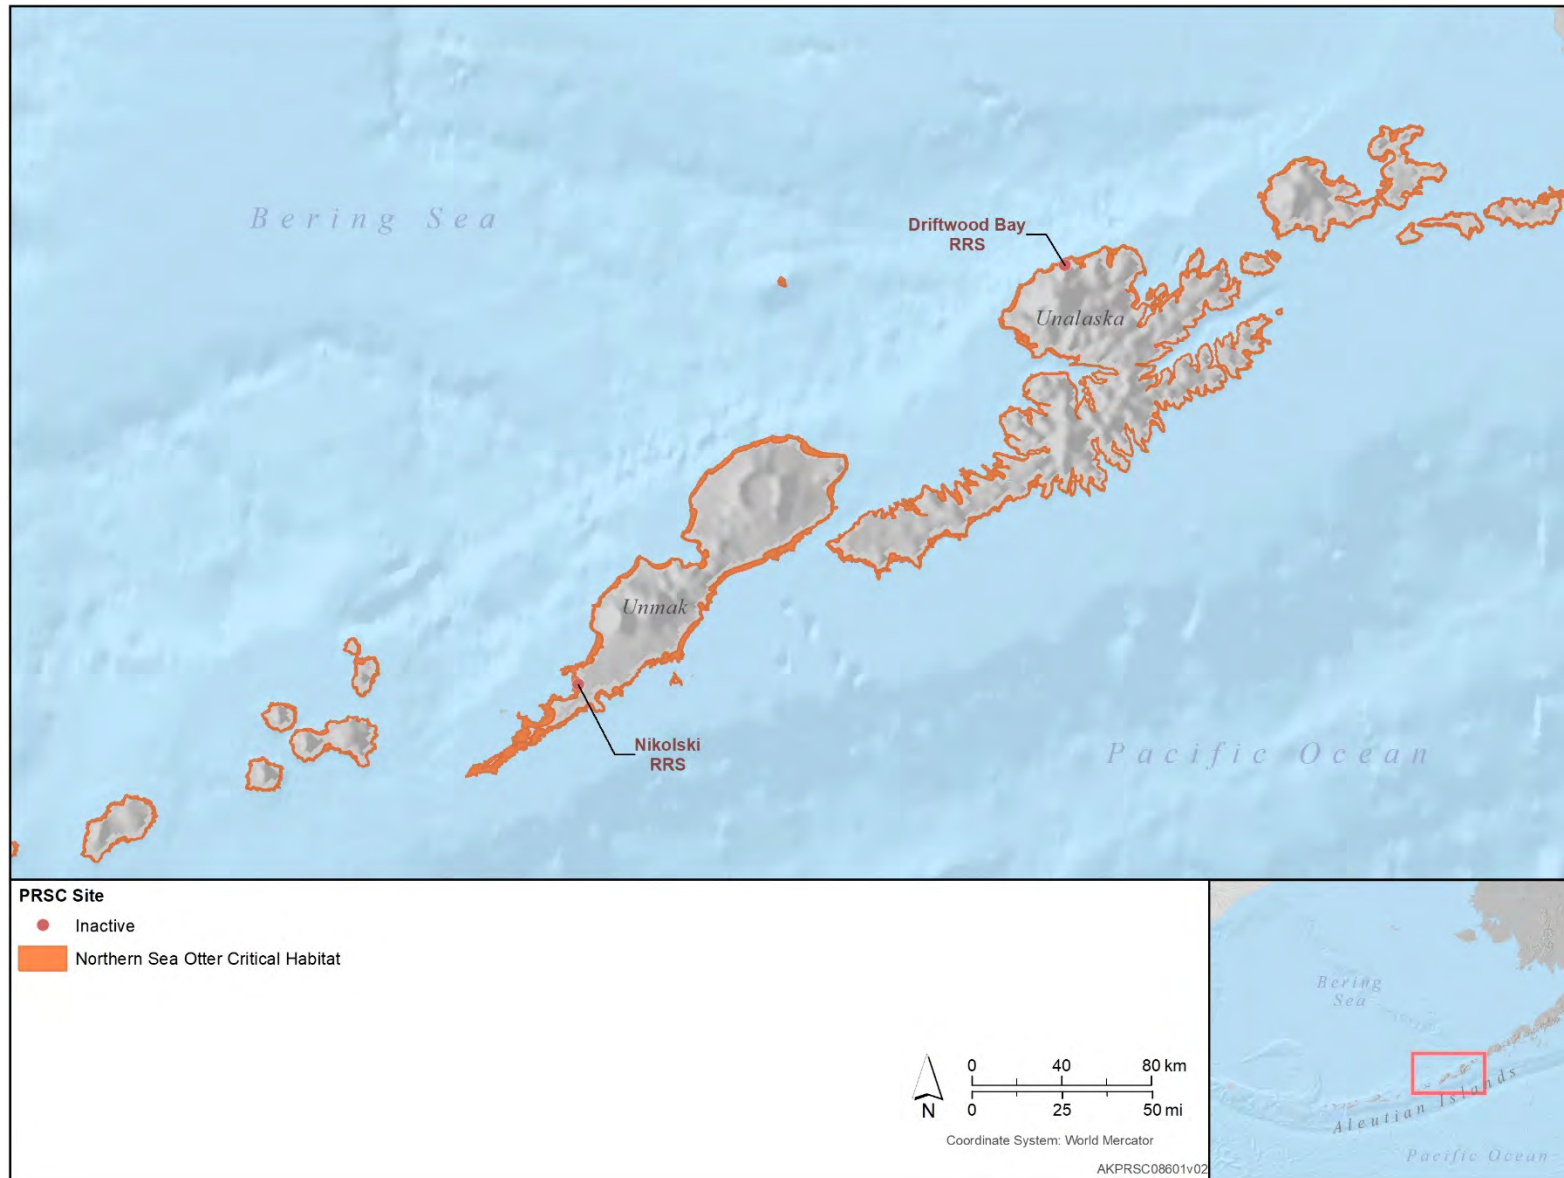 Bering Sea
Driftwood Bay
RRS
Unalaska
Unmak
Nikolski
RRS
Pacific Ocean
PRSC Site
Inactive
Northern Sea Otter Critical Habitat
N
0 40 80 km
0 25 50 mi
Coordinate System: World Mercator
AKPRSC08601v02
Bering
Sea
Aleutian Islands
Pacific Ocean